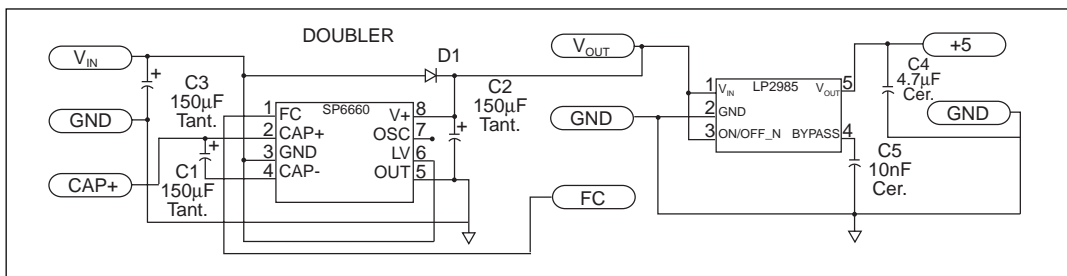 DOUBLER
V_IN
GND
CAP+
C3
150µF
Tant.
C1
150µF
Tant.
+
+
SP6660
1 FC
2 CAP+
3 GND
4 CAP-
V+ 8
OSC 7
LV 6
OUT 5
D1
C2
150µF
Tant.
+
V_OUT
GND
FC
LP2985
1 V_IN
2 GND
3 ON/OFF_N
V_OUT 5
BYPASS 4
C4
4.7µF
Cer.
C5
10nF
Cer.
+5
GND